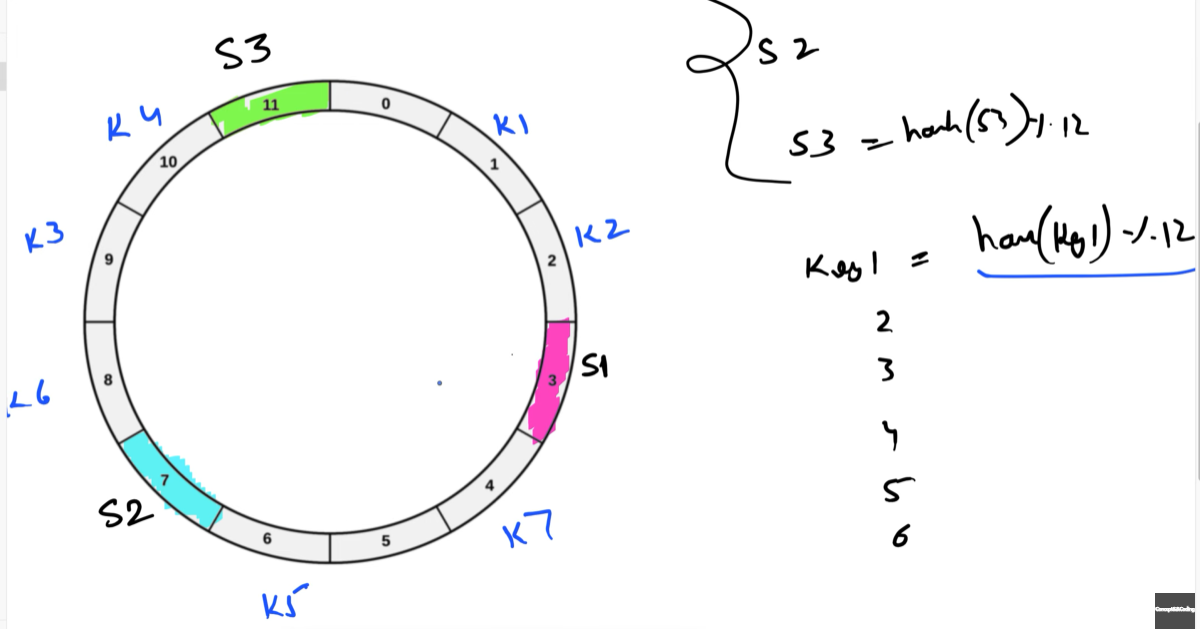 S3
11
0
K4
K1
10
1
S2
S3 = hash(S3) % 12
K3
9
K2
2
Key1 = hash(Key1) % 12
2
3
4
5
6
K6
8
3
S1
7
S2
4
K7
6
5
K5